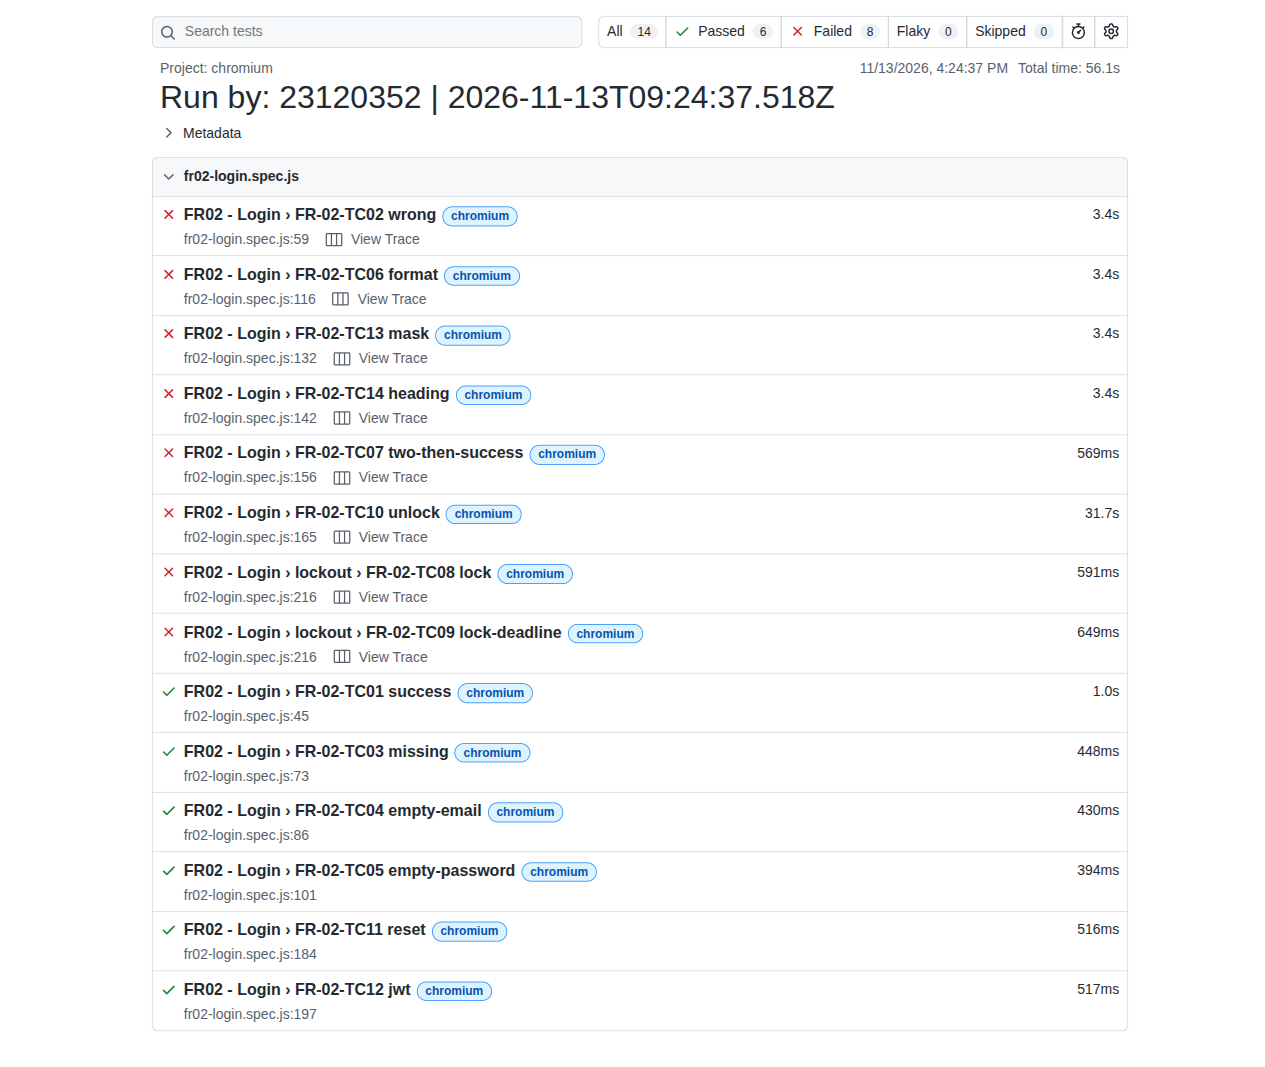 Search tests
All 14 Passed 6 Failed 8 Flaky 0 Skipped 0
Project: chromium 11/13/2026, 4:24:37 PM Total time: 56.1s
Run by: 23120352 | 2026-11-13T09:24:37.518Z
Metadata
fr02-login.spec.js
FR02 - Login › FR-02-TC02 wrong chromium 3.4s
fr02-login.spec.js:59 View Trace
FR02 - Login › FR-02-TC06 format chromium 3.4s
fr02-login.spec.js:116 View Trace
FR02 - Login › FR-02-TC13 mask chromium 3.4s
fr02-login.spec.js:132 View Trace
FR02 - Login › FR-02-TC14 heading chromium 3.4s
fr02-login.spec.js:142 View Trace
FR02 - Login › FR-02-TC07 two-then-success chromium 569ms
fr02-login.spec.js:156 View Trace
FR02 - Login › FR-02-TC10 unlock chromium 31.7s
fr02-login.spec.js:165 View Trace
FR02 - Login › lockout › FR-02-TC08 lock chromium 591ms
fr02-login.spec.js:216 View Trace
FR02 - Login › lockout › FR-02-TC09 lock-deadline chromium 649ms
fr02-login.spec.js:216 View Trace
FR02 - Login › FR-02-TC01 success chromium 1.0s
fr02-login.spec.js:45
FR02 - Login › FR-02-TC03 missing chromium 448ms
fr02-login.spec.js:73
FR02 - Login › FR-02-TC04 empty-email chromium 430ms
fr02-login.spec.js:86
FR02 - Login › FR-02-TC05 empty-password chromium 394ms
fr02-login.spec.js:101
FR02 - Login › FR-02-TC11 reset chromium 516ms
fr02-login.spec.js:184
FR02 - Login › FR-02-TC12 jwt chromium 517ms
fr02-login.spec.js:197